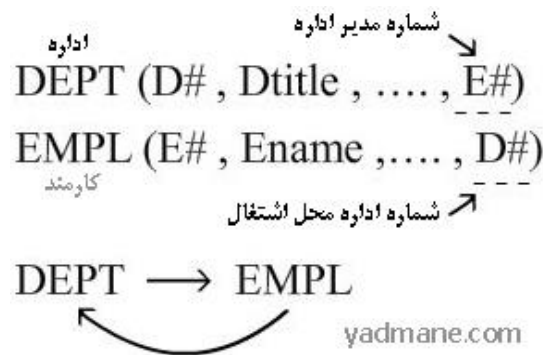 شماره مدیر اداره
اداره
DEPT (D# , Dtitle , .... , E#)
EMPL (E# , Ename ,.... , D#)
کارمند
شماره اداره محل اشتغال
DEPT → EMPL
yadmane.com